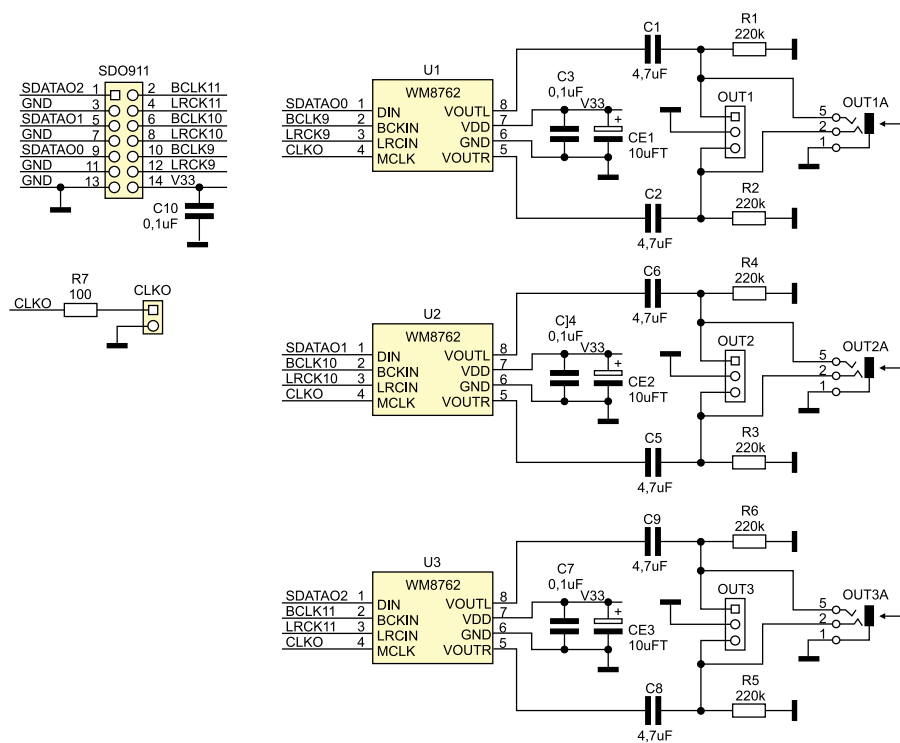 SDO911
SDATAO2 1 2 BCLK11
GND 3 4 LRCK11
SDATAO1 5 6 BCLK10
GND 7 8 LRCK10
SDATAO0 9 10 BCLK9
GND 11 12 LRCK9
GND 13 14 V33
C10
0,1uF
R7
100
CLKO
CLKO
U1
WM8762
SDATAO0 1 DIN VOUTL 8
BCLK9 2 BCKIN VDD 7
LRCK9 3 LRCIN GND 6
CLKO 4 MCLK VOUTR 5
C3
0,1uF
V33
+
CE1
10uFT
C1
4,7uF
R1
220k
OUT1
5
2
1
OUT1A
C2
4,7uF
R2
220k
U2
WM8762
SDATAO1 1 DIN VOUTL 8
BCLK10 2 BCKIN VDD 7
LRCK10 3 LRCIN GND 6
CLKO 4 MCLK VOUTR 5
C]4
0,1uF
V33
+
CE2
10uFT
C6
4,7uF
R4
220k
OUT2
5
2
1
OUT2A
C5
4,7uF
R3
220k
U3
WM8762
SDATAO2 1 DIN VOUTL 8
BCLK11 2 BCKIN VDD 7
LRCK11 3 LRCIN GND 6
CLKO 4 MCLK VOUTR 5
C7
0,1uF
V33
+
CE3
10uFT
C9
4,7uF
R6
220k
OUT3
5
2
1
OUT3A
C8
4,7uF
R5
220k